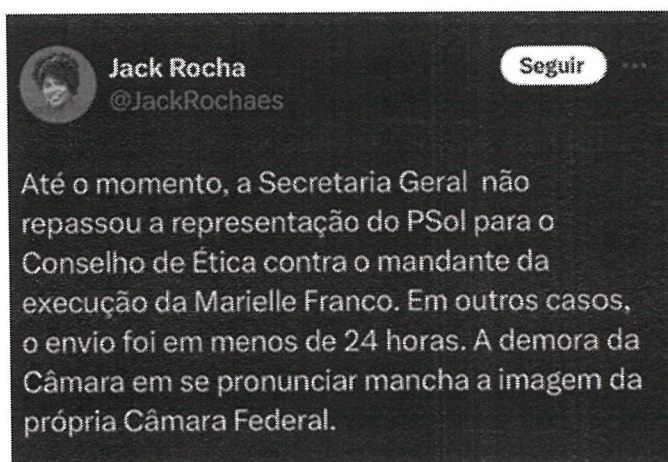 Jack Rocha
Seguir
@JackRochaes
Até o momento, a Secretaria Geral não
repassou a representação do PSol para o
Conselho de Ética contra o mandante da
execução da Marielle Franco. Em outros casos,
o envio foi em menos de 24 horas. A demora da
Câmara em se pronunciar mancha a imagem da
própria Câmara Federal.